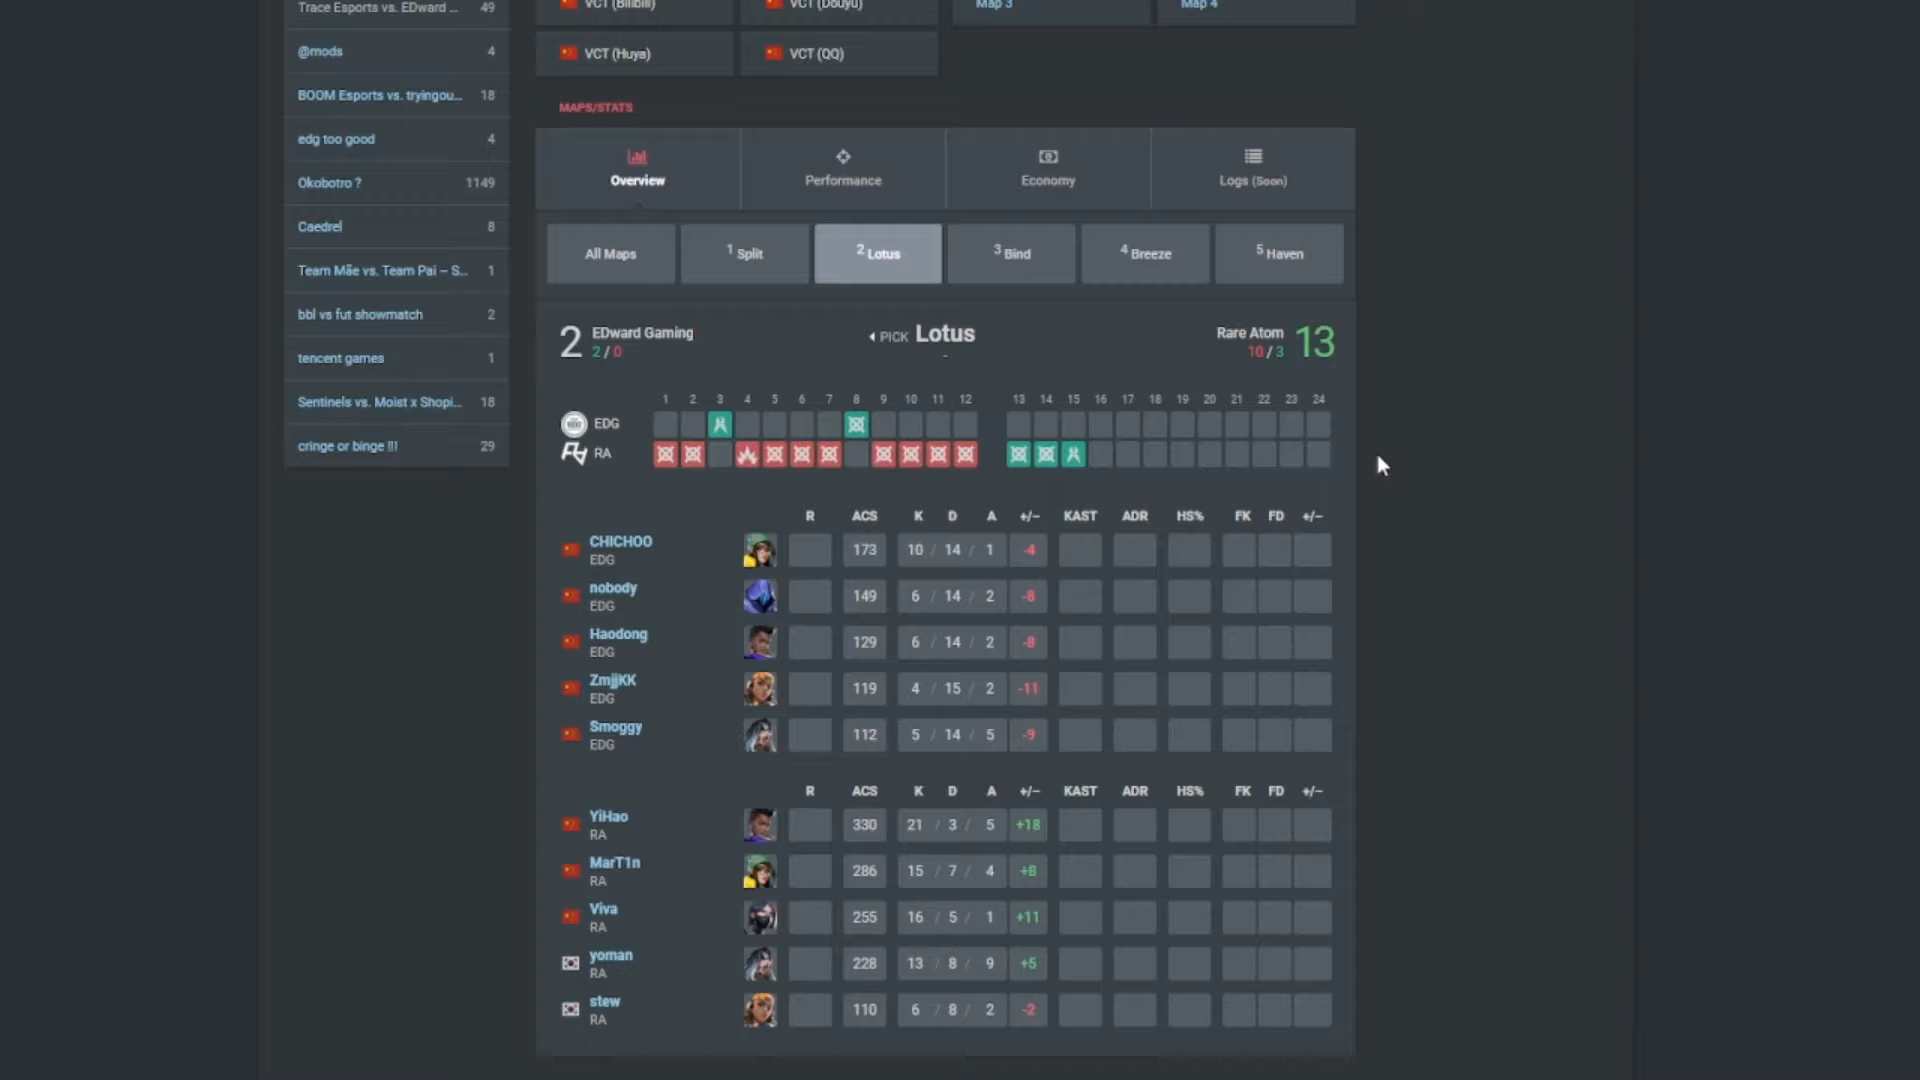 Trace Esports vs. EDward ... 49
@mods 4
BOOM Esports vs. tryingou... 18
edg too good 4
Okobotro ? 1149
Caedrel 8
Team Mãe vs. Team Pai – S... 1
bbl vs fut showmatch 2
tencent games 1
Sentinels vs. Moist x Shopi... 18
cringe or binge !!! 29
VCT (Bilibili) VCT (Douyu) Map 3 Map 4
VCT (Huya) VCT (QQ)
MAPS/STATS
Overview Performance Economy Logs (Soon)
All Maps 1 Split 2 Lotus 3 Bind 4 Breeze 5 Haven
2 EDward Gaming PICK Lotus Rare Atom 13
2 / 0 - 10 / 3
1 2 3 4 5 6 7 8 9 10 11 12 13 14 15 16 17 18 19 20 21 22 23 24
EDG
RA
R ACS K D A +/– KAST ADR HS% FK FD +/–
CHICHOO EDG 173 10 / 14 / 1 -4
nobody EDG 149 6 / 14 / 2 -8
Haodong EDG 129 6 / 14 / 2 -8
ZmjjKK EDG 119 4 / 15 / 2 -11
Smoggy EDG 112 5 / 14 / 5 -9
R ACS K D A +/– KAST ADR HS% FK FD +/–
YiHao RA 330 21 / 3 / 5 +18
MarT1n RA 286 15 / 7 / 4 +8
Viva RA 255 16 / 5 / 1 +11
yoman RA 228 13 / 8 / 9 +5
stew RA 110 6 / 8 / 2 -2